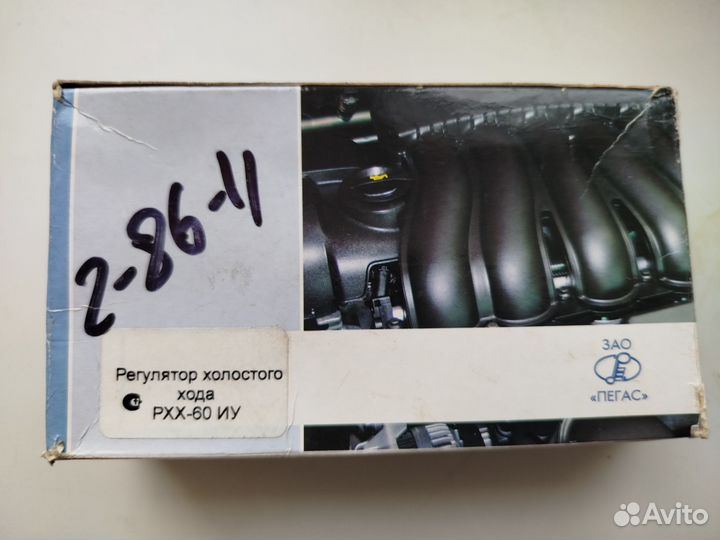 2-86-11
Регулятор холостого
хода
РХХ-60 ИУ
ЗАО
«ПЕГАС»
Avito